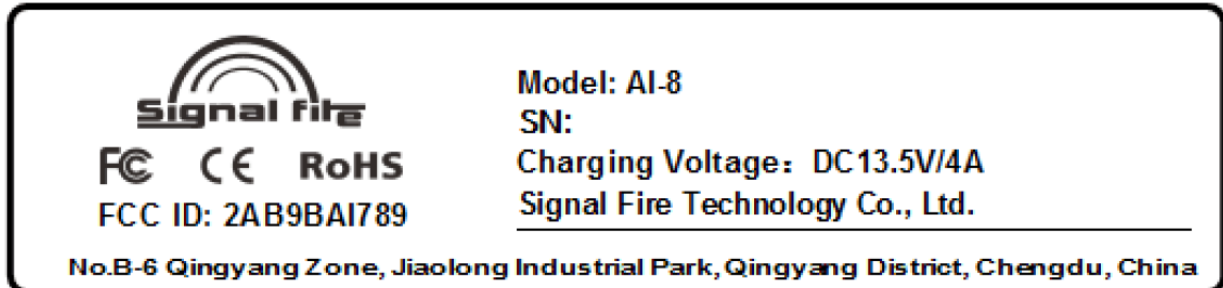 Signal fire
FC CE RoHS
FCC ID: 2AB9BAI789
Model: AI-8
SN:
Charging Voltage：DC13.5V/4A
Signal Fire Technology Co., Ltd.
No.B-6 Qingyang Zone, Jiaolong Industrial Park, Qingyang District, Chengdu, China